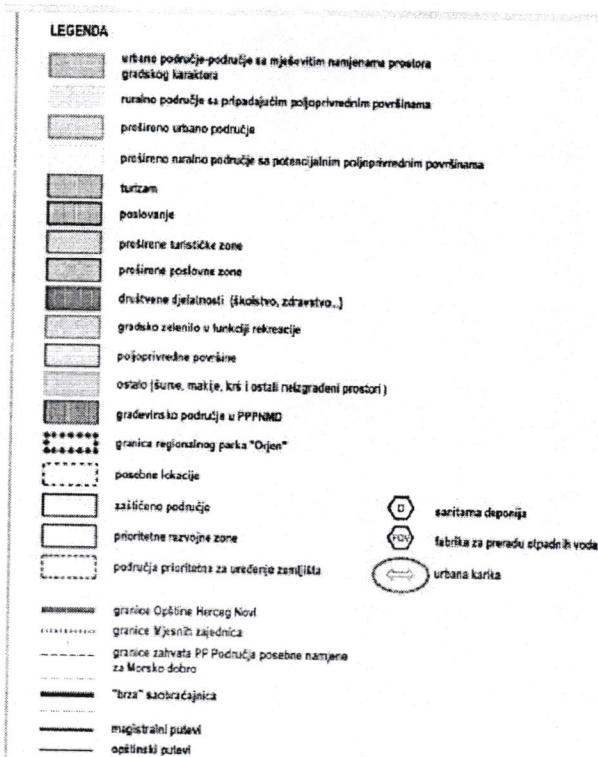 LEGENDA
urbano područje-područje sa mješovitim namjenama prostora
gradskog karaktera
ruralno područje sa pripadajućim poljoprivrednim površinama
prošireno urbano područje
prošireno ruralno područje sa potencijalnim poljoprivrednim površinama
turizam
poslovanje
proširene turističke zone
proširene poslovne zone
društvene djelatnosti (školstvo, zdravstvo..)
gradsko zelenilo u funkciji rekreacije
poljoprivredne površine
ostalo (šume, makije, krš i ostali neizgrađeni prostori )
građevinsko područje u PPPNMD
granica regionalnog parka "Orjen"
posebne lokacije
zaštićeno područje
D sanitarna deponija
prioritetne razvojne zone
FOV fabrika za preradu otpadnih voda
područja prioritetna za uređenje zemljišta
urbana karika
granice Opštine Herceg Novi
granice Mjesnih zajednica
granice zahvata PP Područja posebne namjene
za Morsko dobro
"brza" saobraćajnica
magistralni putevi
opštinski putevi